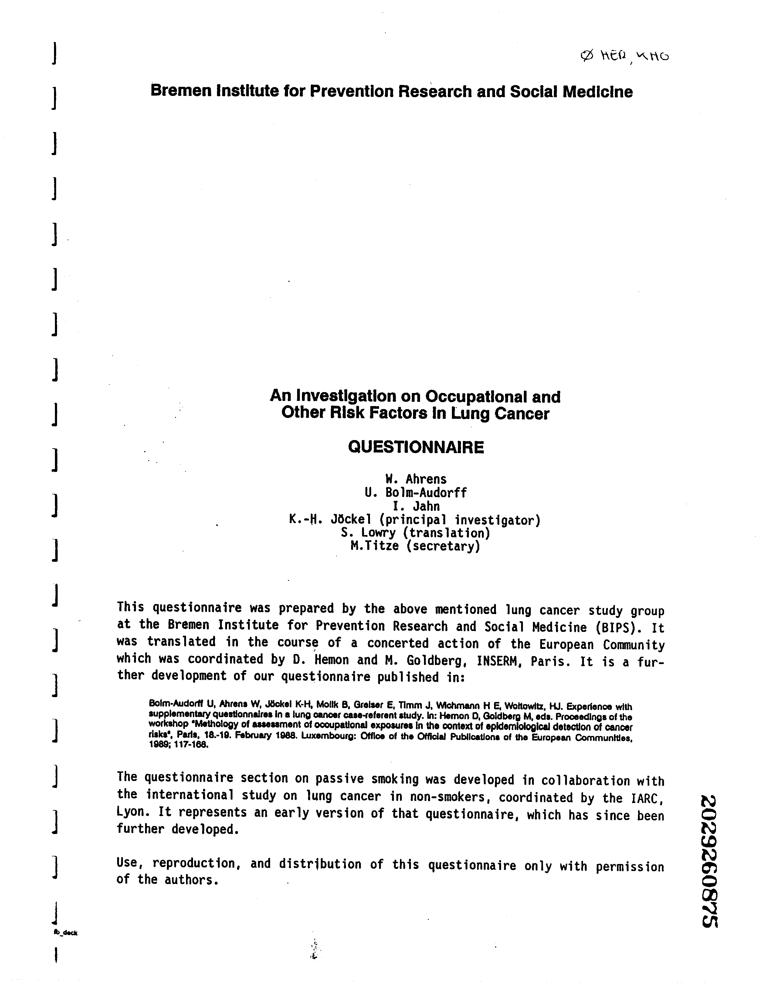 Ø MED, KHG
Bremen Institute for Prevention Research and Social Medicine
An Investigation on Occupational and
Other Risk Factors in Lung Cancer
QUESTIONNAIRE
W. Ahrens
U. Bolm-Audorff
I. Jahn
K.-H. Jöckel (principal investigator)
S. Lowry (translation)
M.Titze (secretary)
This questionnaire was prepared by the above mentioned lung cancer study group
at the Bremen Institute for Prevention Research and Social Medicine (BIPS). It
was translated in the course of a concerted action of the European Community
which was coordinated by D. Hemon and M. Goldberg, INSERM, Paris. It is a fur-
ther development of our questionnaire published in:
Bolm-Audorff U, Ahrens W, Jöckel K-H, Molik B, Greiser E, Timm J, Wichmann H E, Woitowitz, HJ. Experience with
supplementary questionnaires in a lung cancer case-referent study. In: Hemon D, Goldberg M, eds. Proceedings of the
workshop "Methology of assessment of occupational exposures in the context of epidemiological detection of cancer
risks", Paris, 18.-19. February 1988. Luxembourg: Office of the Official Publications of the European Communities,
1989; 117-168.
The questionnaire section on passive smoking was developed in collaboration with
the international study on lung cancer in non-smokers, coordinated by the IARC,
Lyon. It represents an early version of that questionnaire, which has since been
further developed.
Use, reproduction, and distribution of this questionnaire only with permission
of the authors.
fb_deck
2029260875